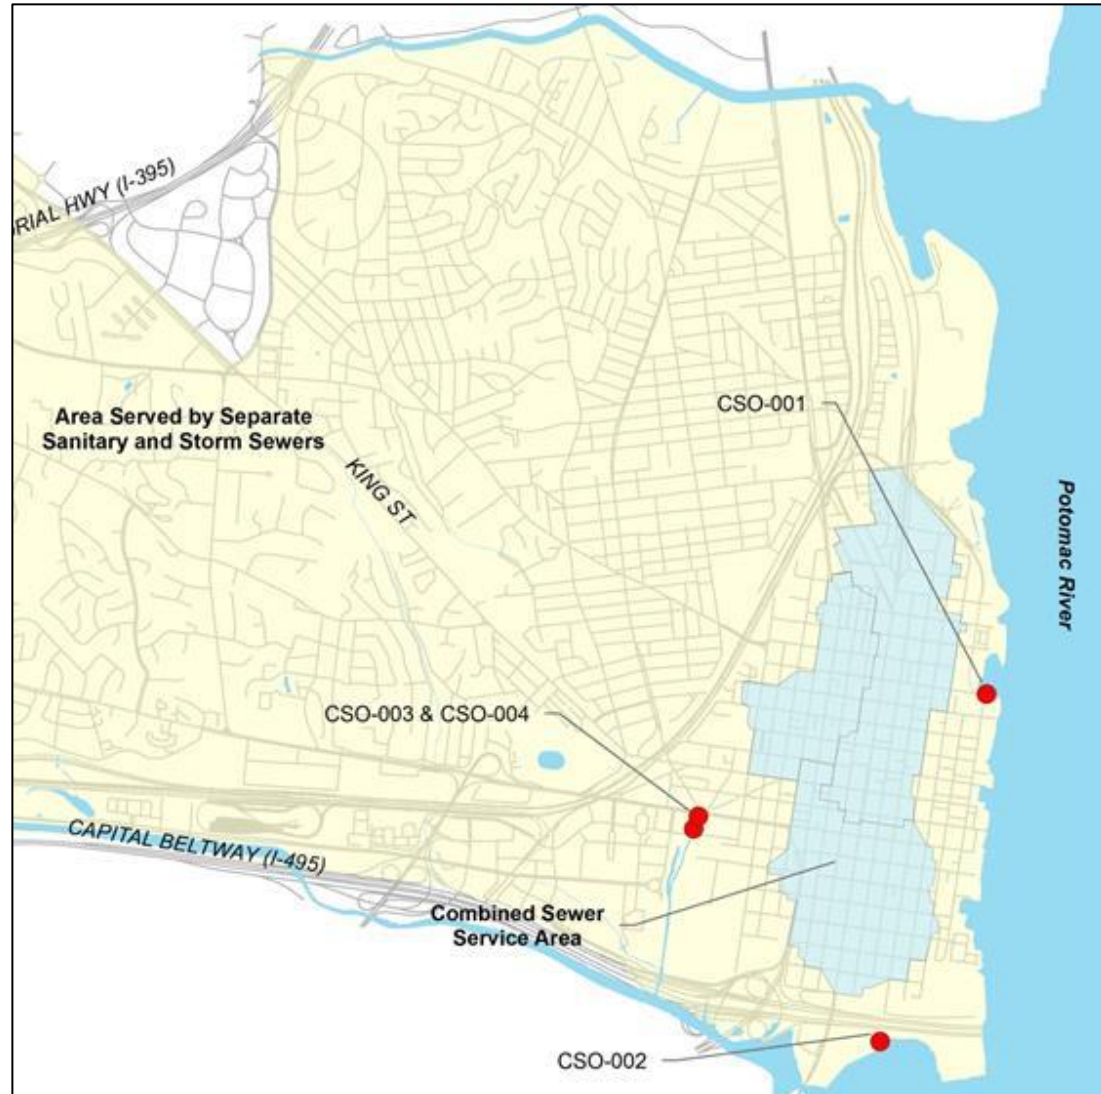 ORIAL HWY (I-395)
CSO-001
Area Served by Separate
Sanitary and Storm Sewers
KING ST
Potomac River
CSO-003 & CSO-004
CAPITAL BELTWAY (I-495)
Combined Sewer
Service Area
CSO-002